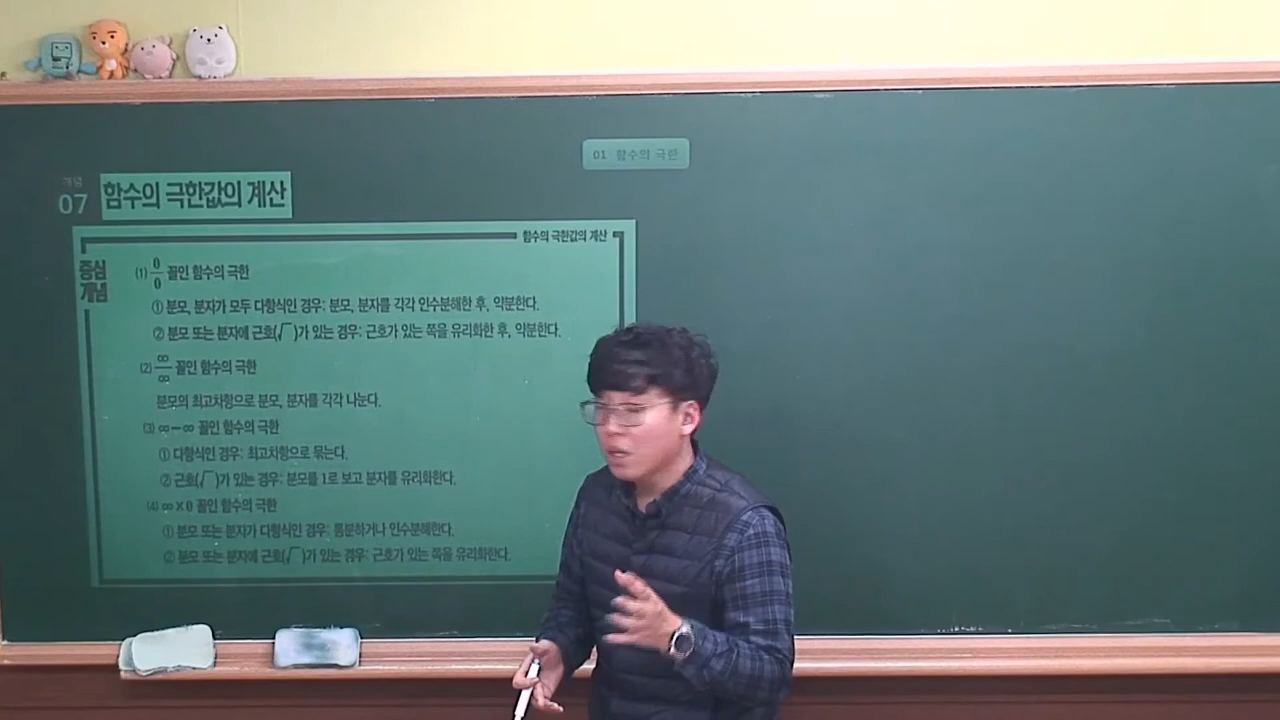 01 함수의 극한
개념
07 함수의 극한값의 계산
함수의 극한값의 계산
중심
개념
(1) 0/0 꼴인 함수의 극한
① 분모, 분자가 모두 다항식인 경우: 분모, 분자를 각각 인수분해한 후, 약분한다.
② 분모 또는 분자에 근호(√ )가 있는 경우: 근호가 있는 쪽을 유리화한 후, 약분한다.
(2) ∞/∞ 꼴인 함수의 극한
분모의 최고차항으로 분모, 분자를 각각 나눈다.
(3) ∞-∞ 꼴인 함수의 극한
① 다항식인 경우: 최고차항으로 묶는다.
② 근호(√ )가 있는 경우: 분모를 1로 보고 분자를 유리화한다.
(4) ∞×0 꼴인 함수의 극한
① 분모 또는 분자가 다항식인 경우: 통분하거나 인수분해한다.
② 분모 또는 분자에 근호(√ )가 있는 경우: 근호가 있는 쪽을 유리화한다.